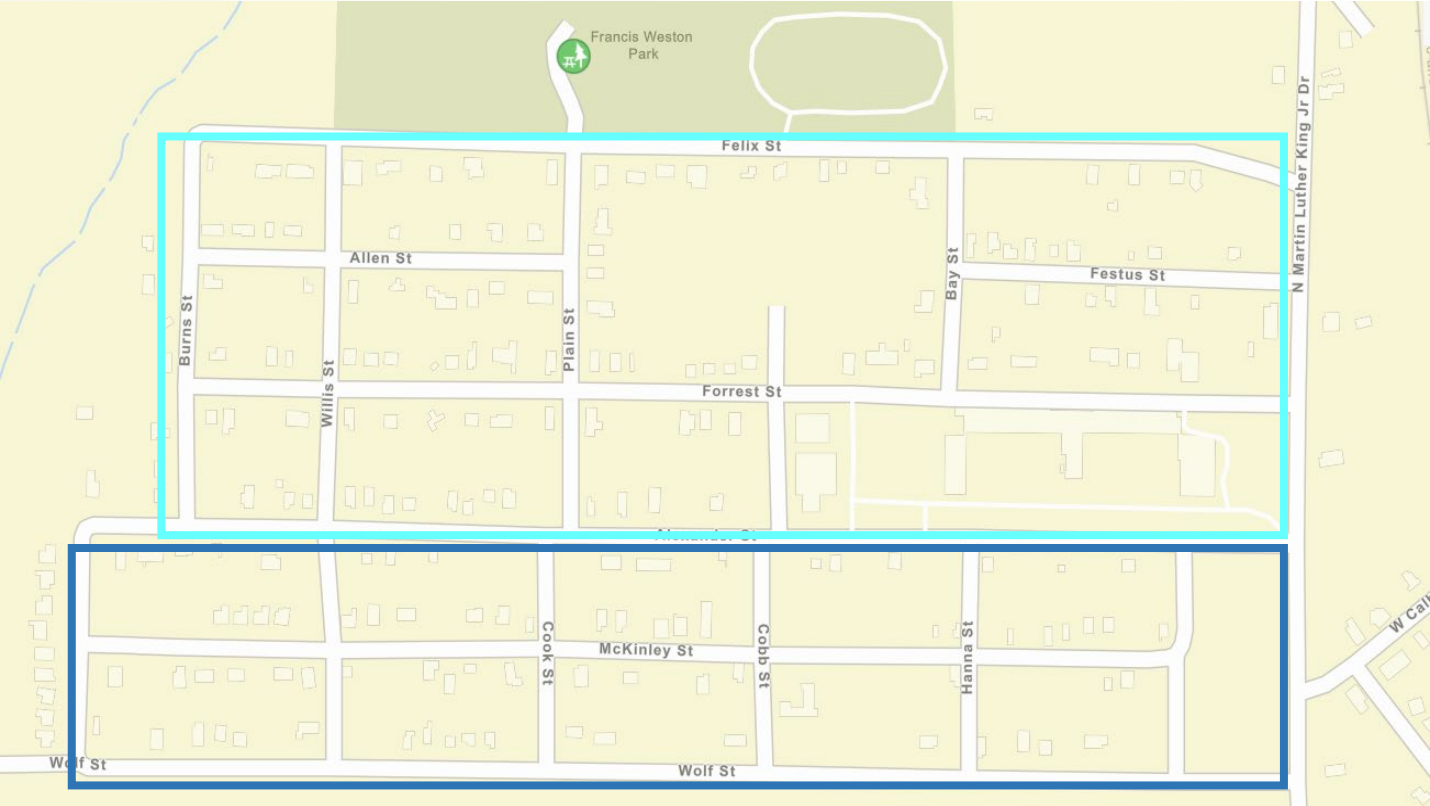 Francis Weston
Park
Felix St
N Martin Luther King Jr Dr
Allen St
Bay St
Festus St
Burns St
Plain St
Willis St
Forrest St
Cook St
McKinley St
Cobb St
Hanna St
Wolf St
Wolf St